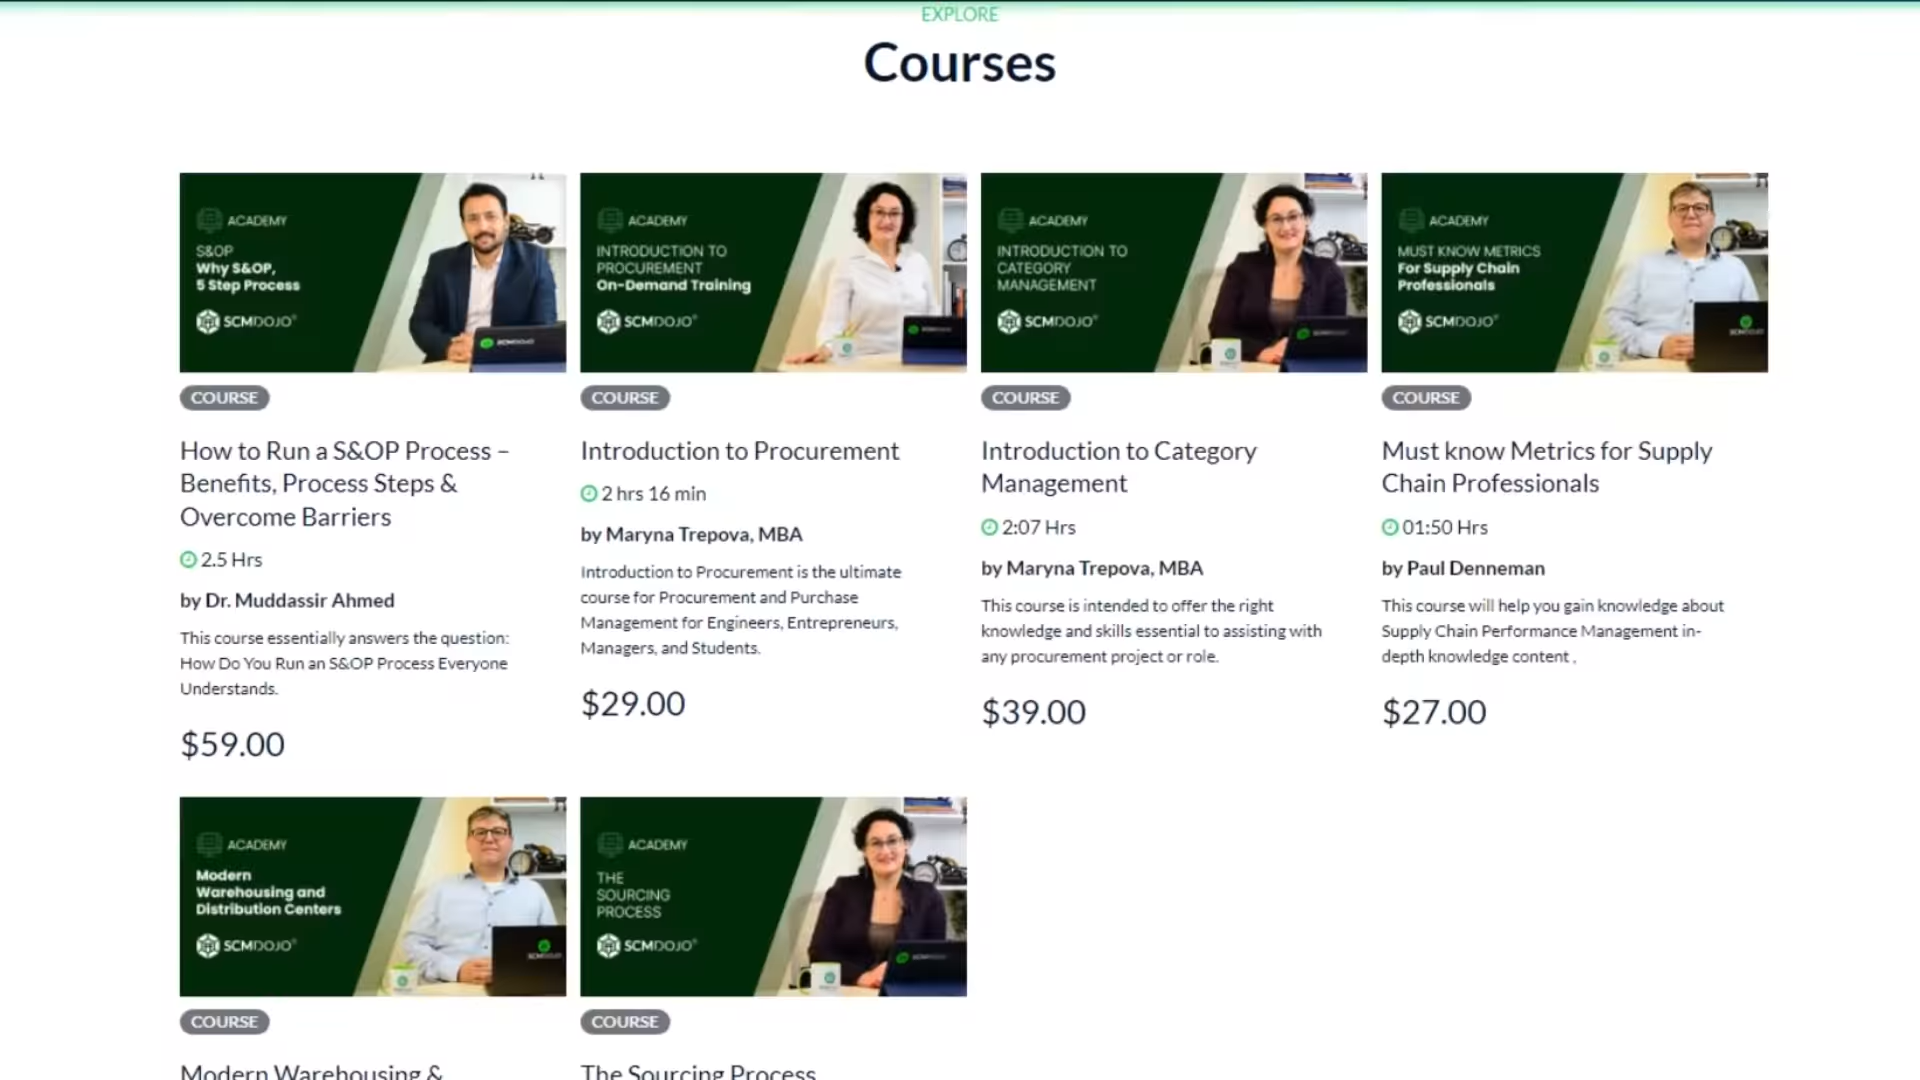 EXPLORE
Courses
ACADEMY
S&OP
Why S&OP,
5 Step Process
SCMDOJO®
COURSE
How to Run a S&OP Process –
Benefits, Process Steps &
Overcome Barriers
2.5 Hrs
by Dr. Muddassir Ahmed
This course essentially answers the question:
How Do You Run an S&OP Process Everyone
Understands.
$59.00
ACADEMY
INTRODUCTION TO
PROCUREMENT
On-Demand Training
SCMDOJO®
COURSE
Introduction to Procurement
2 hrs 16 min
by Maryna Trepova, MBA
Introduction to Procurement is the ultimate
course for Procurement and Purchase
Management for Engineers, Entrepreneurs,
Managers, and Students.
$29.00
ACADEMY
INTRODUCTION TO
CATEGORY
MANAGEMENT
SCMDOJO®
COURSE
Introduction to Category
Management
2:07 Hrs
by Maryna Trepova, MBA
This course is intended to offer the right
knowledge and skills essential to assisting with
any procurement project or role.
$39.00
ACADEMY
MUST KNOW METRICS
For Supply Chain
Professionals
SCMDOJO®
COURSE
Must know Metrics for Supply
Chain Professionals
01:50 Hrs
by Paul Denneman
This course will help you gain knowledge about
Supply Chain Performance Management in-
depth knowledge content ,
$27.00
ACADEMY
Modern
Warehousing and
Distribution Centers
SCMDOJO®
COURSE
Modern Warehousing &
ACADEMY
THE
SOURCING
PROCESS
SCMDOJO®
COURSE
The Sourcing Process